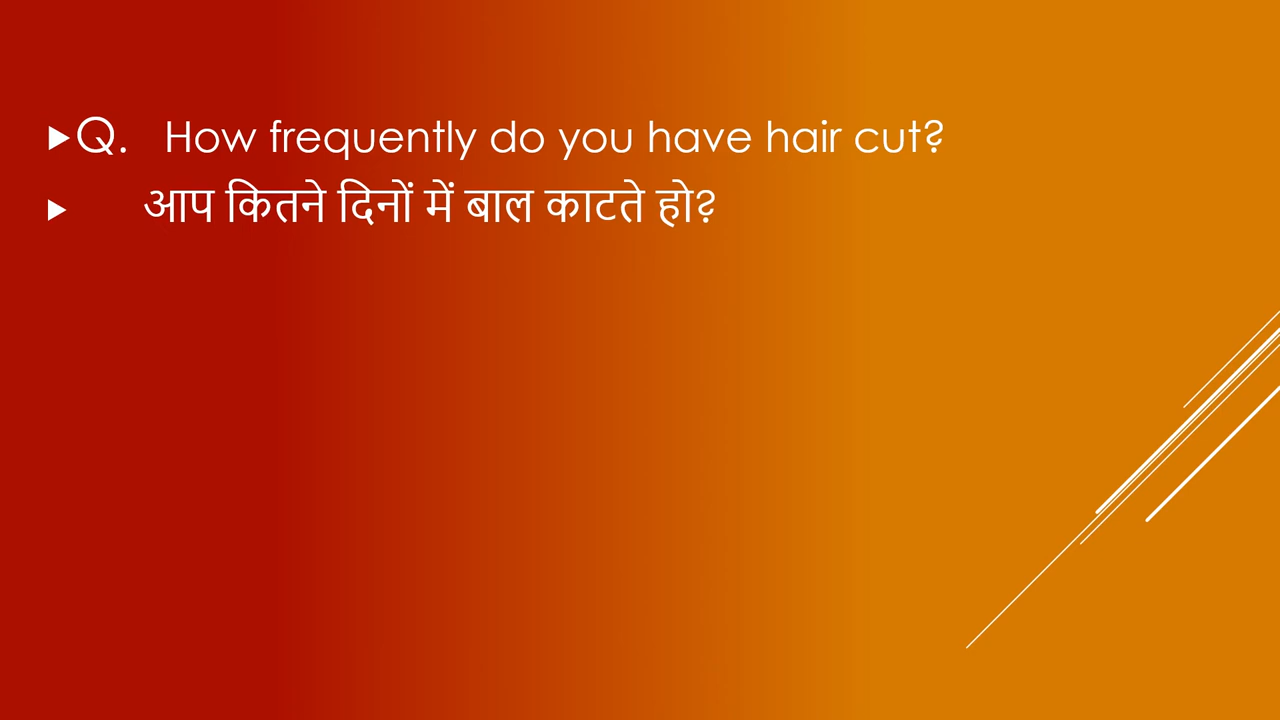 Q. How frequently do you have hair cut?
आप कितने दिनों में बाल काटते हो?